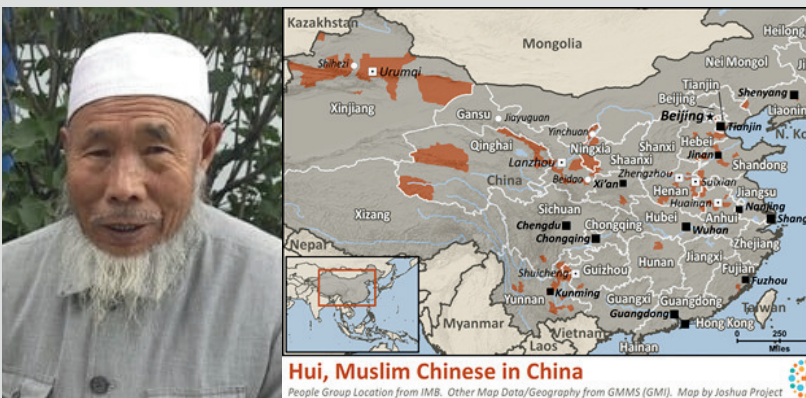 Kazakhstan
Mongolia
Heilong
Nei Mongol
Shihezi
Urumqi
Xinjiang
Gansu
Jiayuguan
Tianjin
Beijing
Beijing
Tianjin
Shenyang
Liaonin
N. Ko
Yinchuan
Ningxia
Shanxi
Hebei
Jinan
Shandong
Qinghai
Lanzhou
Shaanxi
China
Beidao
Xi'an
Zhengzhou
Suixian
Henan
Jiangsu
Huainan
Nanjing
Anhui
Shang
Xizang
Sichuan
Chengdu
Chongqing
Chongqing
Hubei
Wuhan
Zhejiang
Nepal
Hunan
Jiangxi
Shuicheng
Guizhou
Fujian
Fuzhou
Yunnan
Kunming
Guangxi
Guangdong
Taiwan
Guangdong
Hong Kong
Myanmar
Vietnam
Laos
Hainan
0 250
Miles
Hui, Muslim Chinese in China
People Group Location from IMB. Other Map Data/Geography from GMMS (GMI). Map by Joshua Project